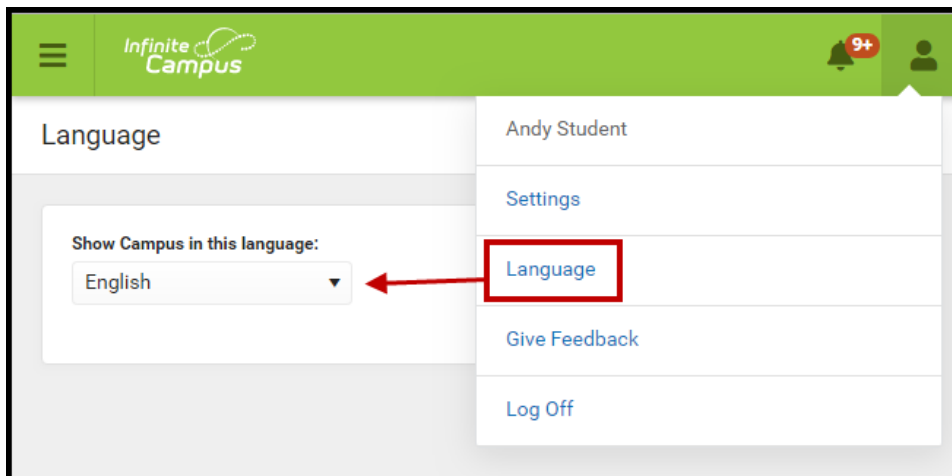 Infinite
Campus
9+
Language
Andy Student
Settings
Show Campus in this language:
English
Language
Give Feedback
Log Off